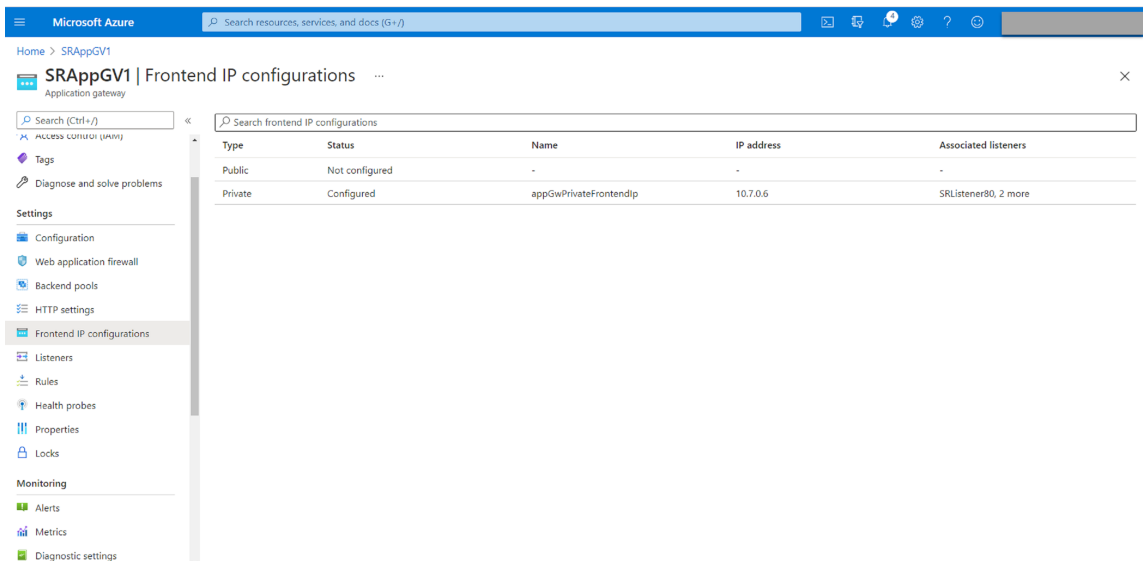 Microsoft Azure
Search resources, services, and docs (G+/)
4
Home > SRAppGV1
SRAppGV1 | Frontend IP configurations ...
Application gateway
Search (Ctrl+/)
«
Search frontend IP configurations
Access control (IAM)
Tags
Diagnose and solve problems
Settings
Configuration
Web application firewall
Backend pools
HTTP settings
Frontend IP configurations
Listeners
Rules
Health probes
Properties
Locks
Monitoring
Alerts
Metrics
Diagnostic settings
Type Status Name IP address Associated listeners
Public Not configured - - -
Private Configured appGwPrivateFrontendIp 10.7.0.6 SRListener80, 2 more